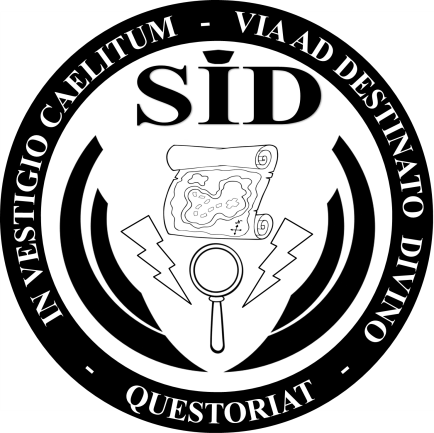 IN VESTIGIO CAELITUM - VIA AD DESTINATO DIVINO
SID
- QUESTORIAT -